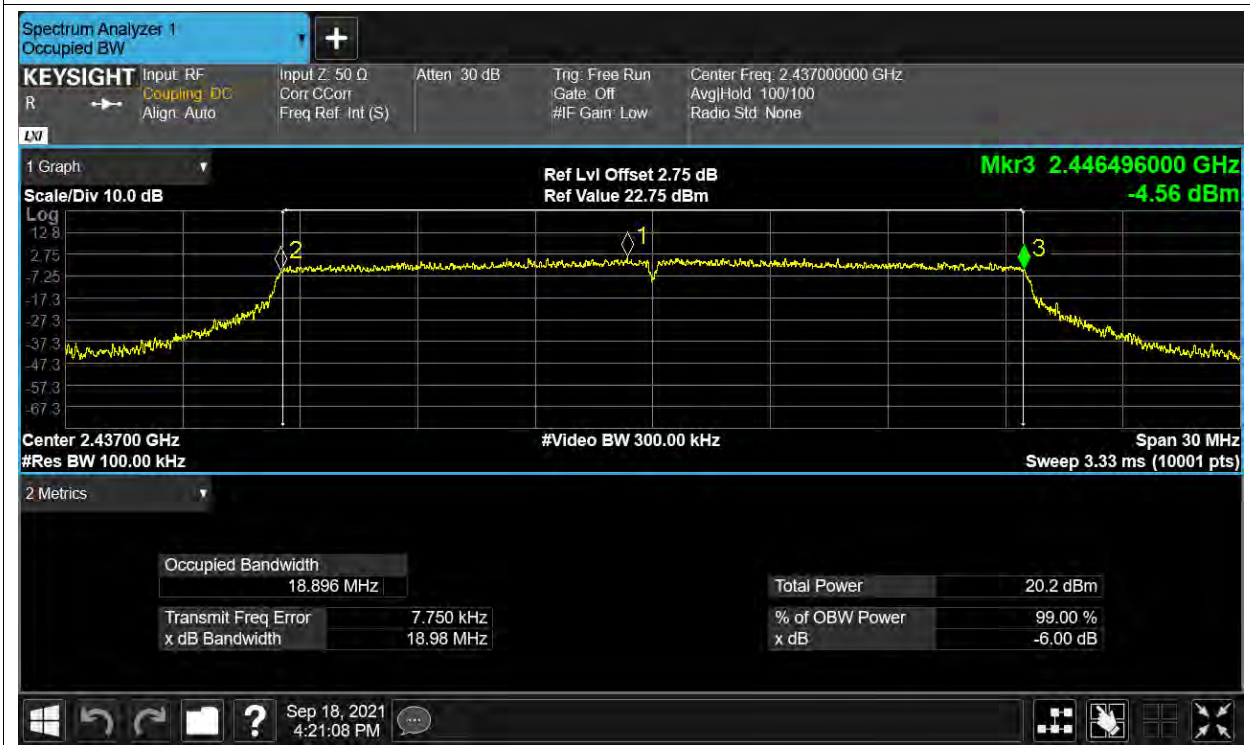 Spectrum Analyzer 1
Occupied BW
+
KEYSIGHT Input: RF Input Z: 50 Ω Atten: 30 dB Trig: Free Run Center Freq: 2.437000000 GHz
R Coupling: DC Corr CCorr Gate: Off Avg|Hold: 100/100
Align: Auto Freq Ref: Int (S) #IF Gain: Low Radio Std: None
LXI
1 Graph Ref Lvl Offset 2.75 dB Mkr3 2.446496000 GHz
Scale/Div 10.0 dB Ref Value 22.75 dBm -4.56 dBm
Log
12.8
2.75
-7.25
-17.3
-27.3
-37.3
-47.3
-57.3
-67.3
2
1
3
Center 2.43700 GHz #Video BW 300.00 kHz Span 30 MHz
#Res BW 100.00 kHz Sweep 3.33 ms (10001 pts)
2 Metrics
Occupied Bandwidth
18.896 MHz Total Power 20.2 dBm
Transmit Freq Error 7.750 kHz % of OBW Power 99.00 %
x dB Bandwidth 18.98 MHz x dB -6.00 dB
? Sep 18, 2021
4:21:08 PM